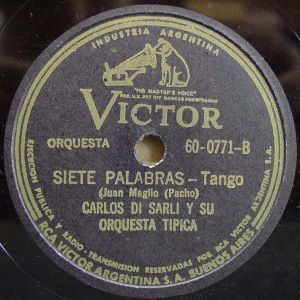 INDUSTRIA ARGENTINA
"HIS MASTER'S VOICE"
VICTOR
ORQUESTA
60-0771-B
SIETE PALABRAS – Tango
(Juan Maglio) (Pacho)
CARLOS DI SARLI Y SU
ORQUESTA TIPICA
EJECUCION PUBLICA Y RADIO-TRANSMISION RESERVADAS POR RCA VICTOR ARGENTINA S.A.
RCA VICTOR ARGENTINA S.A. BUENOS AIRES